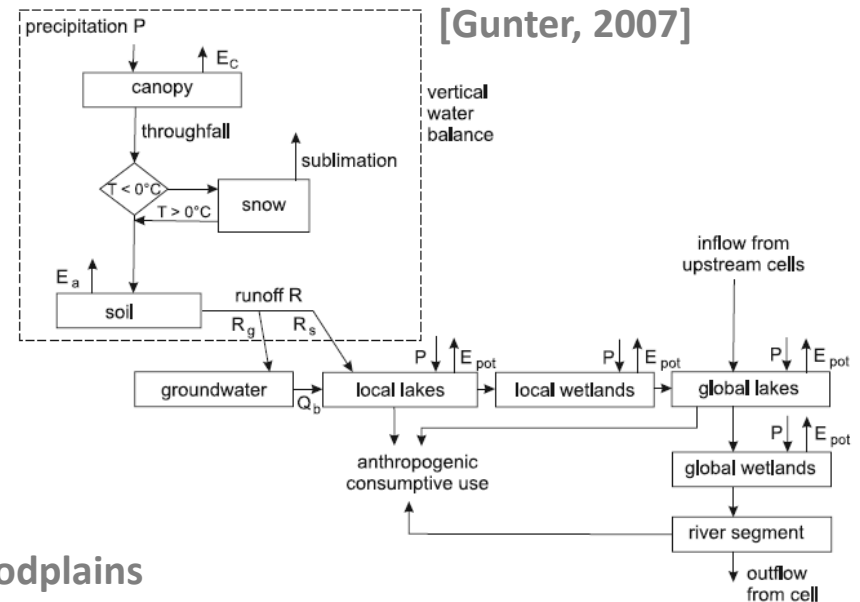 [Gunter, 2007]
precipitation P
E_C
canopy
vertical
water
balance
throughfall
sublimation
T < 0°C
snow
T > 0°C
E_a
soil
runoff R
R_g
R_s
inflow from
upstream cells
P
E_pot
P
E_pot
P
E_pot
groundwater
Q_b
local lakes
local wetlands
global lakes
P
E_pot
anthropogenic
consumptive use
global wetlands
river segment
odplains
outflow
from cell